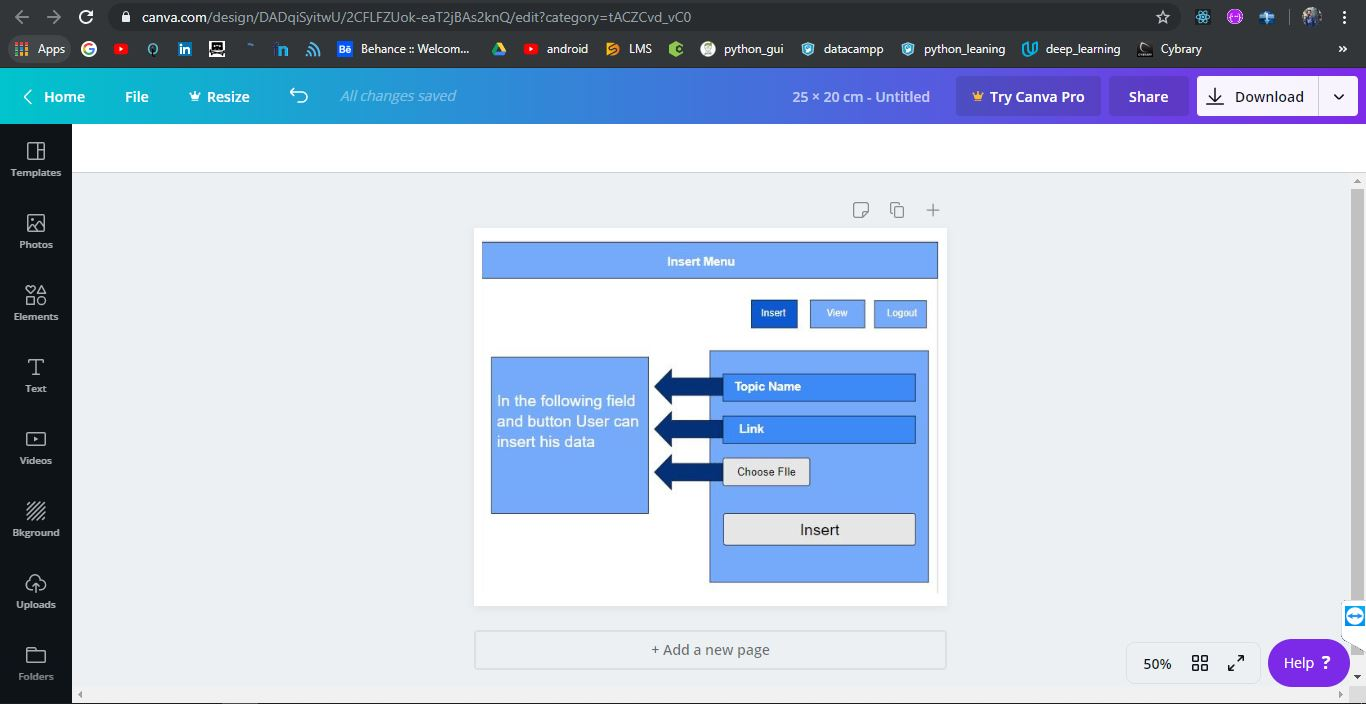 canva.com/design/DADqiSyitwU/2CFLFZUok-eaT2jBAs2knQ/edit?category=tACZCvd_vC0
Apps
Bē Behance :: Welcom...
android
LMS
python_gui
datacampp
python_leaning
deep_learning
Cybrary
»
Home
File
Resize
All changes saved
25 × 20 cm - Untitled
Try Canva Pro
Share
Download
Templates
Photos
Elements
Text
Videos
Bkground
Uploads
Folders
Insert Menu
Insert
View
Logout
In the following field
and button User can
insert his data
Topic Name
Link
Choose FIle
Insert
+ Add a new page
50%
Help ?